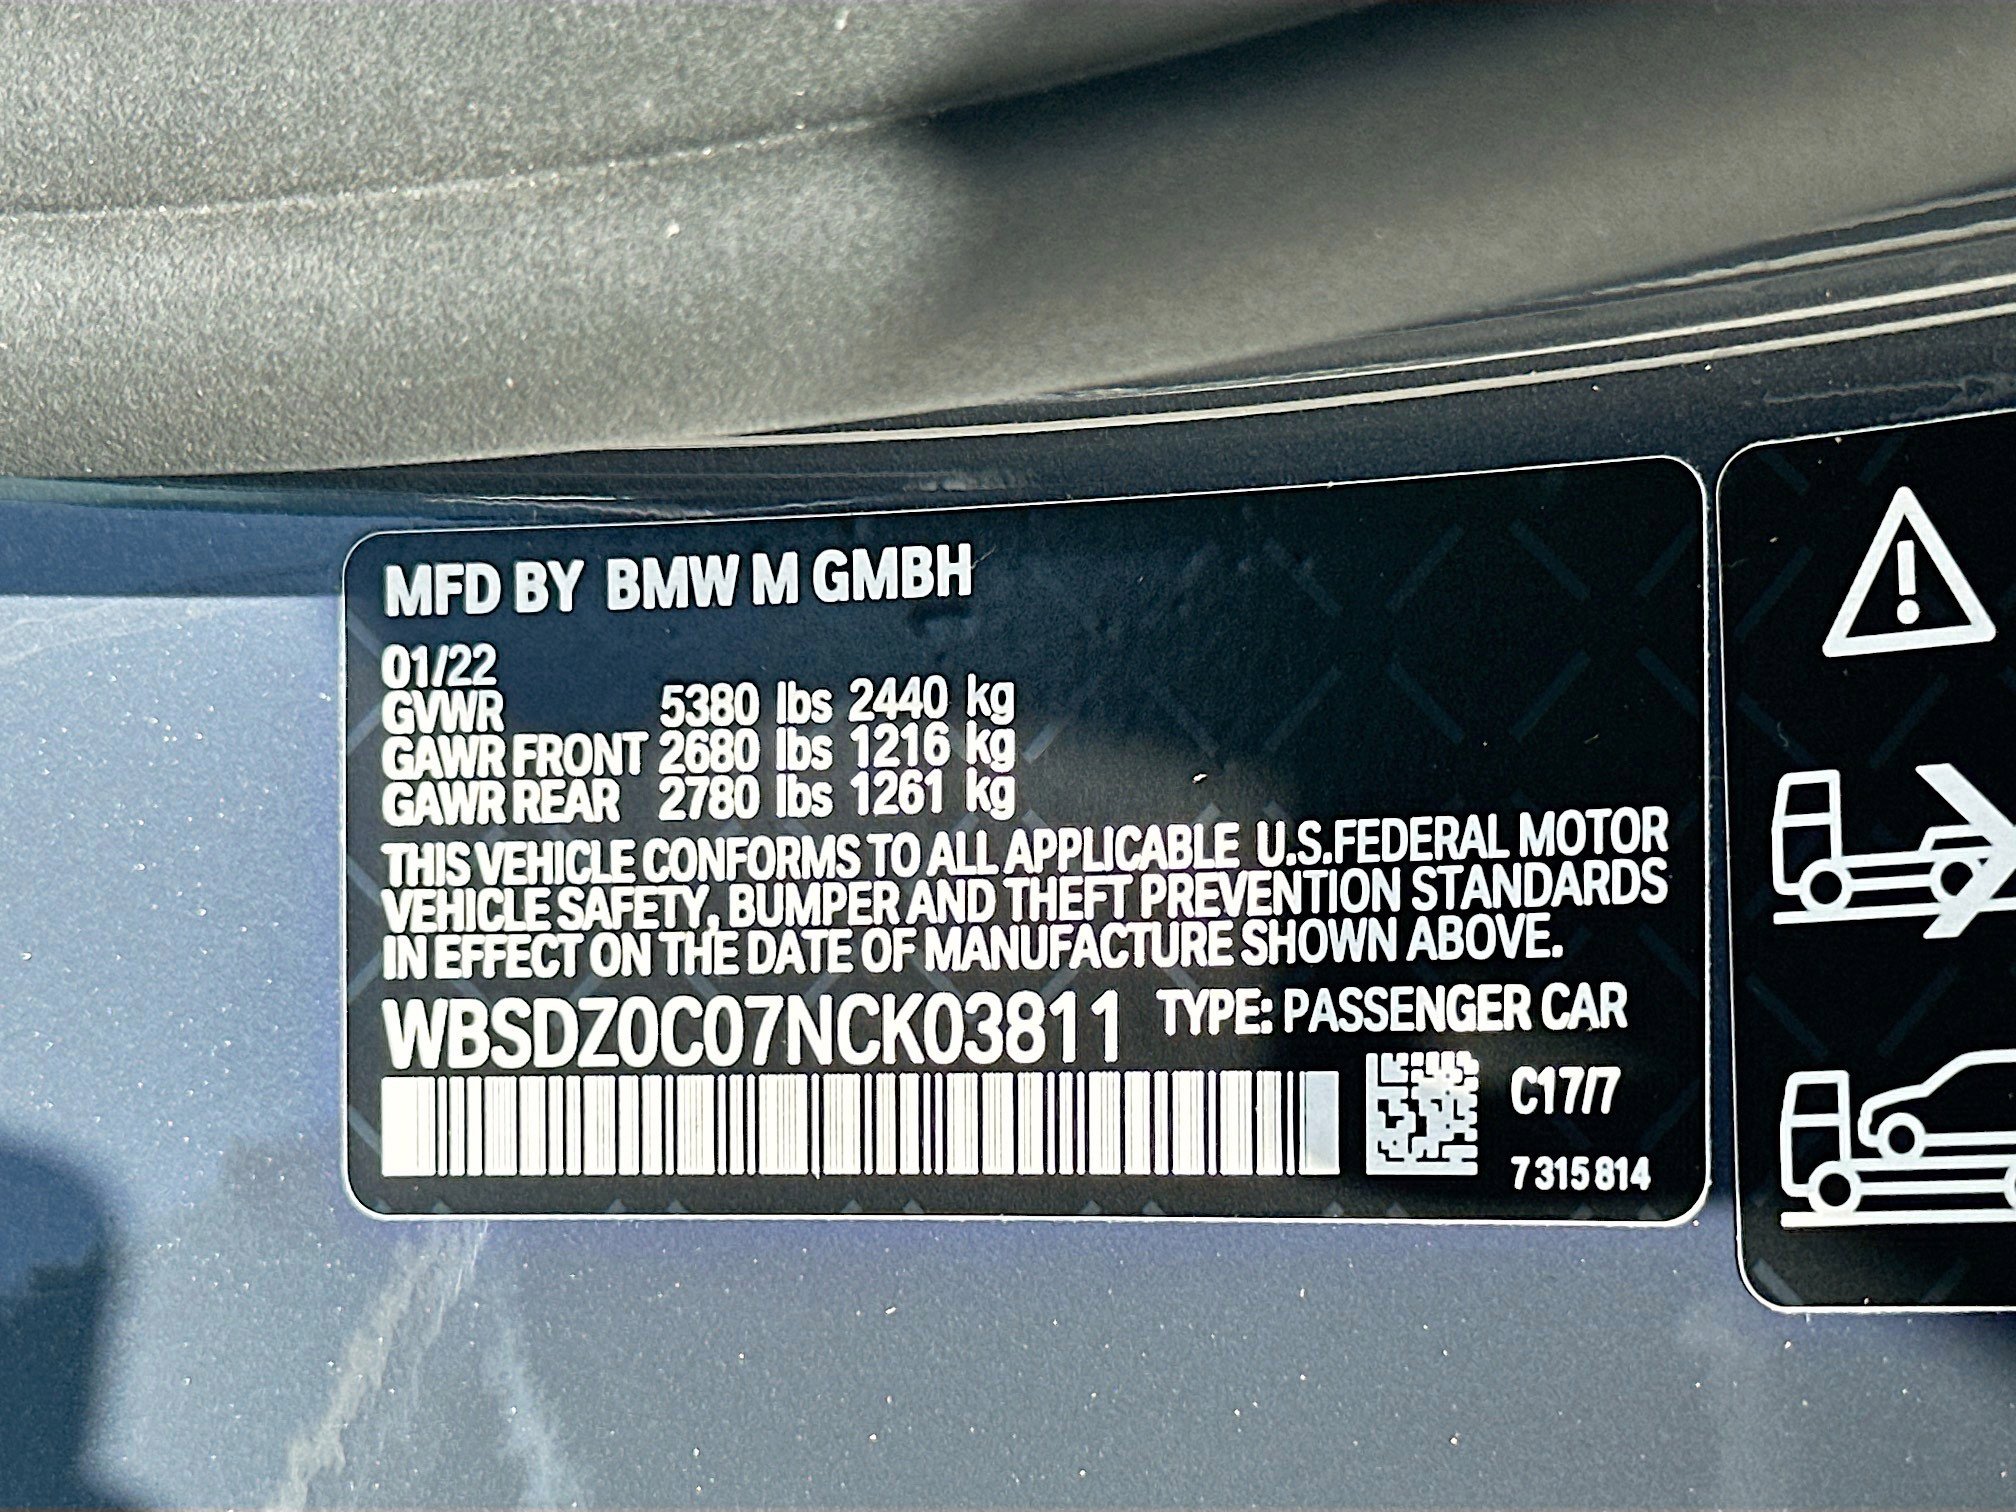 MFD BY BMW M GMBH
01/22
GVWR 5380 lbs 2440 kg
GAWR FRONT 2680 lbs 1216 kg
GAWR REAR 2780 lbs 1261 kg
THIS VEHICLE CONFORMS TO ALL APPLICABLE U.S.FEDERAL MOTOR
VEHICLE SAFETY, BUMPER AND THEFT PREVENTION STANDARDS
IN EFFECT ON THE DATE OF MANUFACTURE SHOWN ABOVE.
WBSDZ0C07NCK03811 TYPE: PASSENGER CAR
C17/7
7 315 814